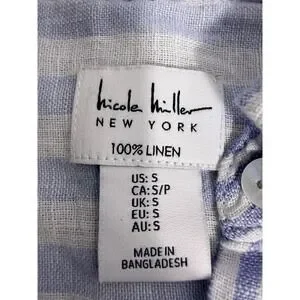 Nicole Miller
NEW YORK
100% LINEN
US: S
CA: S/P
UK: S
EU: S
AU: S
MADE IN
BANGLADESH